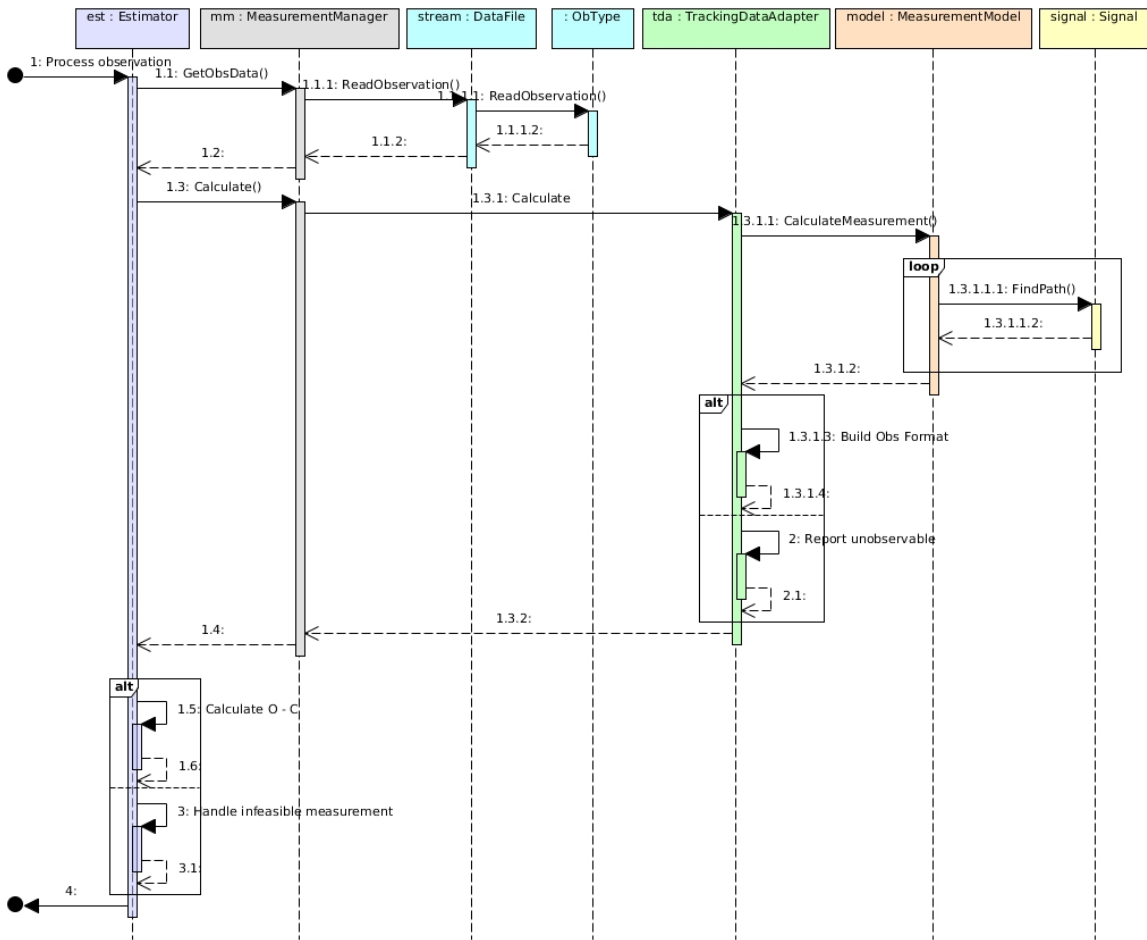 est : Estimator
mm : MeasurementManager
stream : DataFile
: ObType
tda : TrackingDataAdapter
model : MeasurementModel
signal : Signal
1: Process observation
1.1: GetObsData()
1.1.1: ReadObservation()
1.1.1.1: ReadObservation()
1.1.1.2:
1.1.2:
1.2:
1.3: Calculate()
1.3.1: Calculate
1.3.1.1: CalculateMeasurement()
loop
1.3.1.1.1: FindPath()
1.3.1.1.2:
1.3.1.2:
alt
1.3.1.3: Build Obs Format
1.3.1.4:
2: Report unobservable
2.1:
1.3.2:
1.4:
alt
1.5: Calculate O - C
1.6:
3: Handle infeasible measurement
3.1:
4: